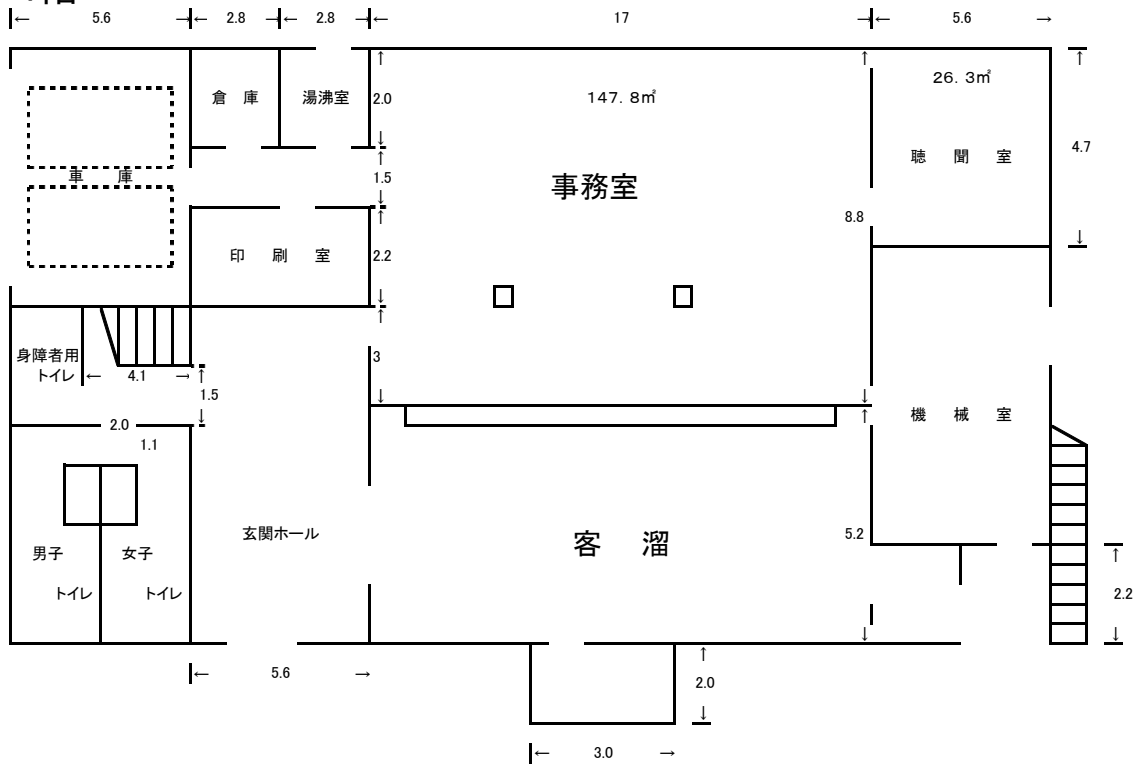 5.6
2.8
2.8
17
5.6
147.8㎡
26.3㎡
倉 庫
湯沸室
2.0
聴 聞 室
4.7
車 庫
1.5
事務室
8.8
印 刷 室
2.2
身障者用
トイレ
4.1
3
1.5
2.0
機 械 室
1.1
玄関ホール
客 溜
5.2
男子
女子
トイレ
トイレ
2.2
5.6
2.0
3.0